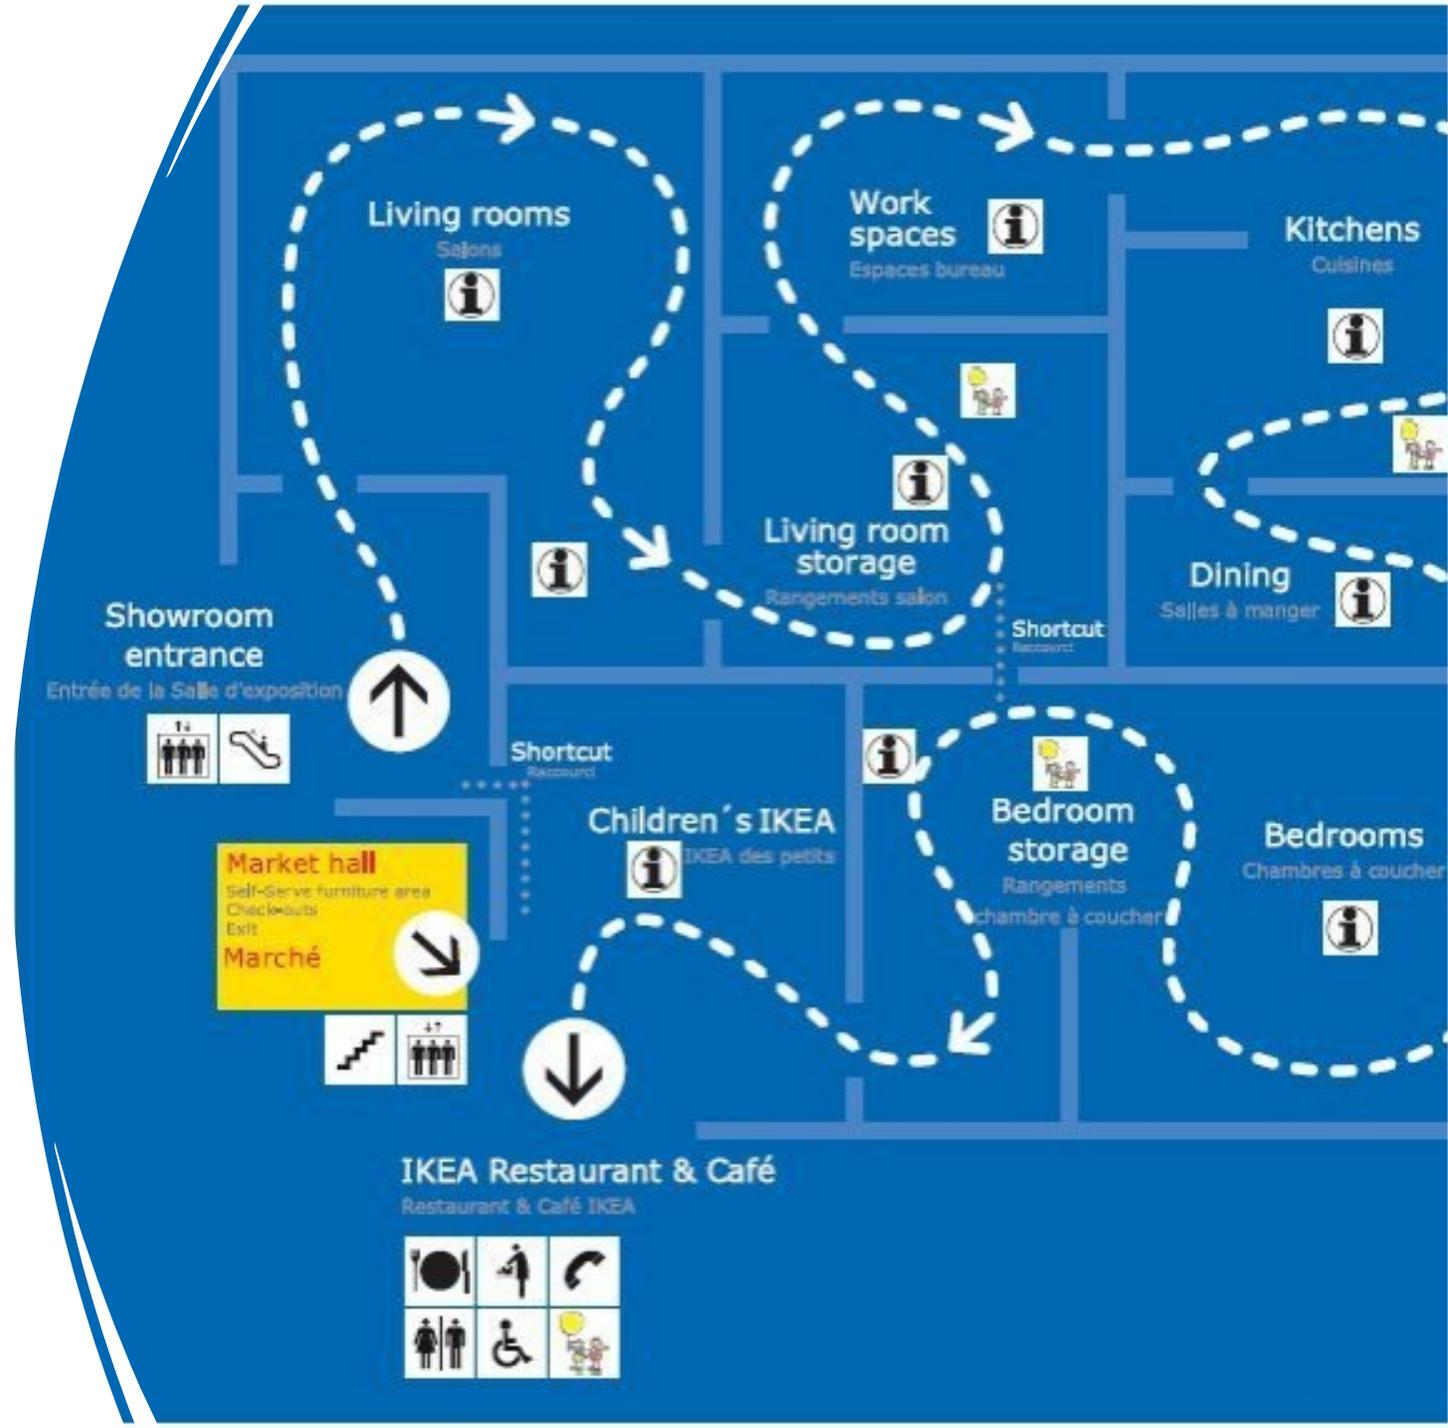 Living rooms
Salons
Work
spaces
Espaces bureau
Kitchens
Cuisines
Living room
storage
Rangements salon
Dining
Salles à manger
Shortcut
Raccourci
Showroom
entrance
Entrée de la Salle d'exposition
Shortcut
Raccourci
Children´s IKEA
IKEA des petits
Bedroom
storage
Rangements
chambre à coucher
Bedrooms
Chambres à coucher
Market hall
Self-Serve furniture area
Check-outs
Exit
Marché
IKEA Restaurant & Café
Restaurant & Café IKEA